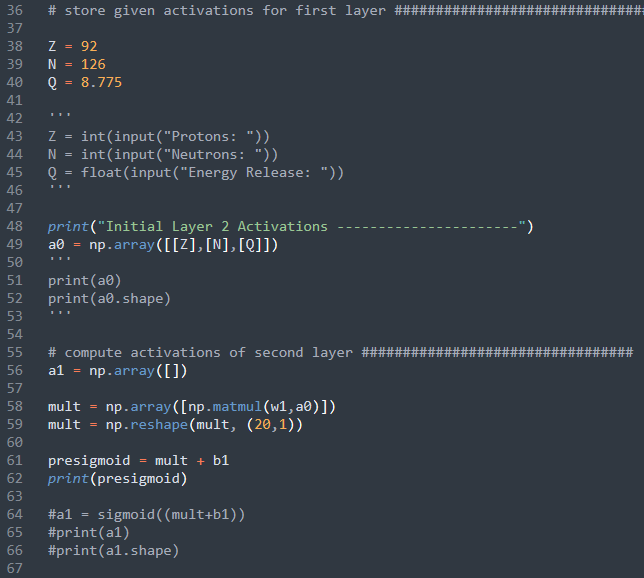 36 # store given activations for first layer ##############################
37
38 Z = 92
39 N = 126
40 Q = 8.775
41
42 '''
43 Z = int(input("Protons: "))
44 N = int(input("Neutrons: "))
45 Q = float(input("Energy Release: "))
46 '''
47
48 print("Initial Layer 2 Activations ----------------------")
49 a0 = np.array([[Z],[N],[Q]])
50 '''
51 print(a0)
52 print(a0.shape)
53 '''
54
55 # compute activations of second layer #################################
56 a1 = np.array([])
57
58 mult = np.array([np.matmul(w1,a0)])
59 mult = np.reshape(mult, (20,1))
60
61 presigmoid = mult + b1
62 print(presigmoid)
63
64 #a1 = sigmoid((mult+b1))
65 #print(a1)
66 #print(a1.shape)
67